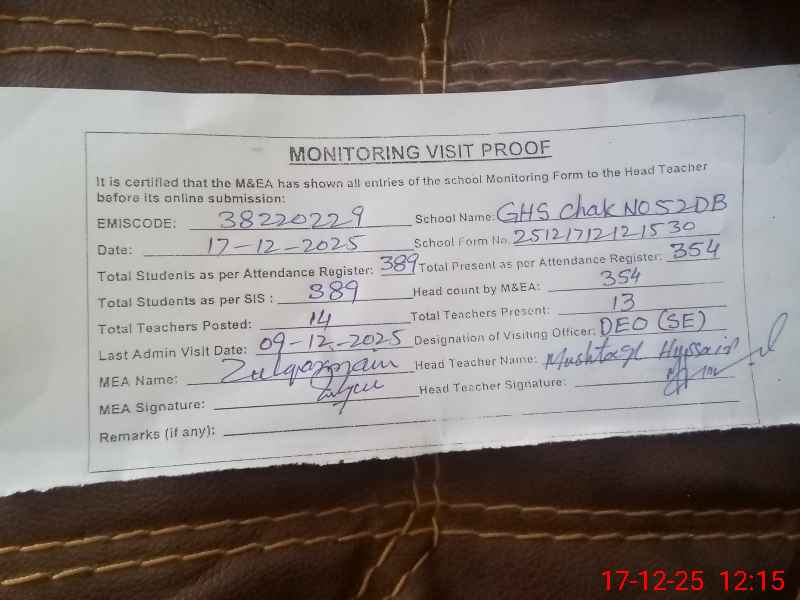 MONITORING VISIT PROOF
It is certified that the M&EA has shown all entries of the school Monitoring Form to the Head Teacher
before its online submission:
EMISCODE: 38220229 School Name: GHS Chak NO 52DB
Date: 17-12-2025 School Form No. 25121712121530
Total Students as per Attendance Register: 389 Total Present as per Attendance Register: 354
Total Students as per SIS : 389 Head count by M&EA: 354
Total Teachers Posted: 14 Total Teachers Present: 13
Last Admin Visit Date: 09-12-2025 Designation of Visiting Officer: DEO (SE)
MEA Name: Zulqarnain Head Teacher Name: Mushtaq Hussain
MEA Signature: Head Teacher Signature:
Remarks (if any):
17-12-25 12:15